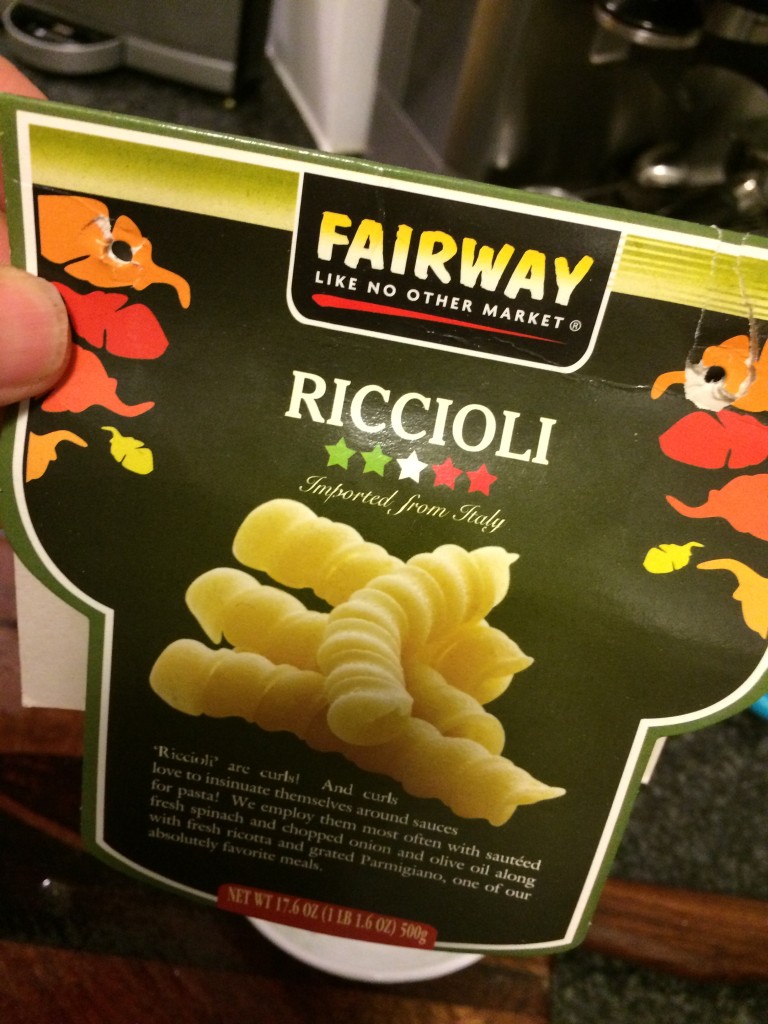 FAIRWAY
LIKE NO OTHER MARKET®
RICCIOLI
Imported from Italy
'Riccioli' are curls! And curls
love to insinuate themselves around sauces
for pasta! We employ them most often with sautéed
fresh spinach and chopped onion and olive oil along
with fresh ricotta and grated Parmigiano, one of our
absolutely favorite meals.
NET WT 17.6 OZ (1 LB 1.6 OZ) 500g